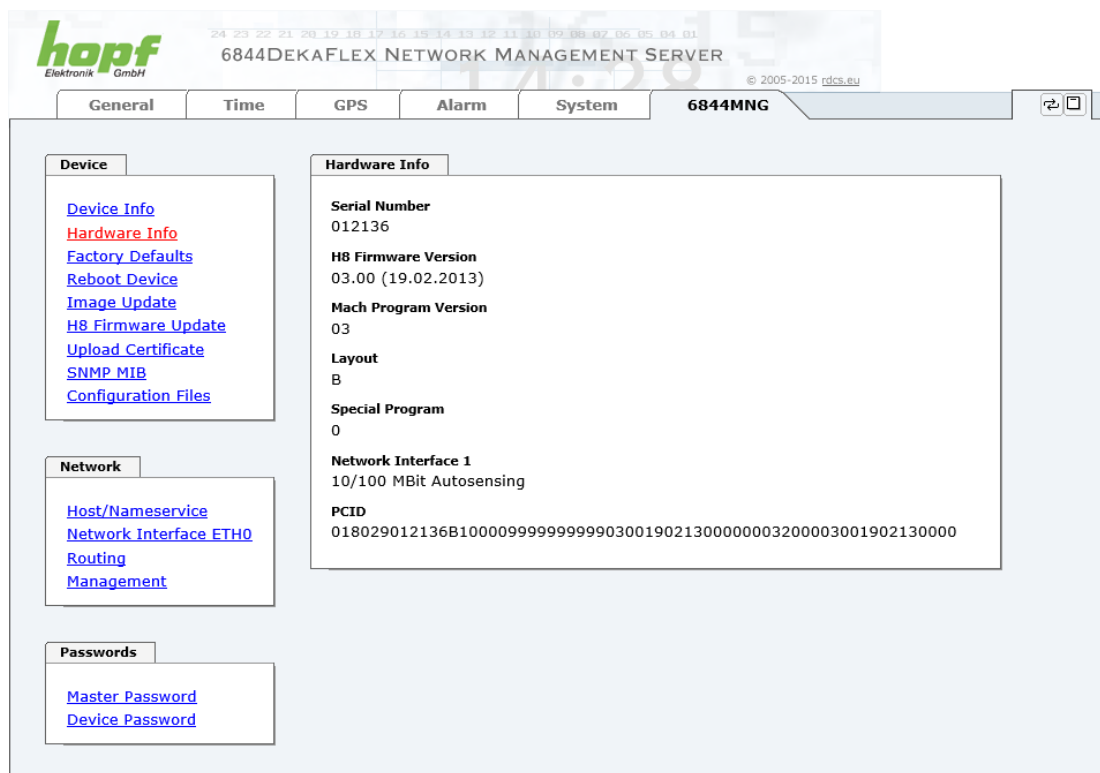 hopf
Elektronik GmbH
24 23 22 21 20 19 18 17 16 15 14 13 12 11 10 09 08 07 06 05 04 01
6844DEKAFLEX NETWORK MANAGEMENT SERVER
14:28
© 2005-2015 rdcs.eu
General Time GPS Alarm System 6844MNG
Device
Device Info
Hardware Info
Factory Defaults
Reboot Device
Image Update
H8 Firmware Update
Upload Certificate
SNMP MIB
Configuration Files
Network
Host/Nameservice
Network Interface ETH0
Routing
Management
Passwords
Master Password
Device Password
Hardware Info
Serial Number
012136
H8 Firmware Version
03.00 (19.02.2013)
Mach Program Version
03
Layout
B
Special Program
0
Network Interface 1
10/100 MBit Autosensing
PCID
018029012136B1000099999999990300190213000000032000030019021300​00